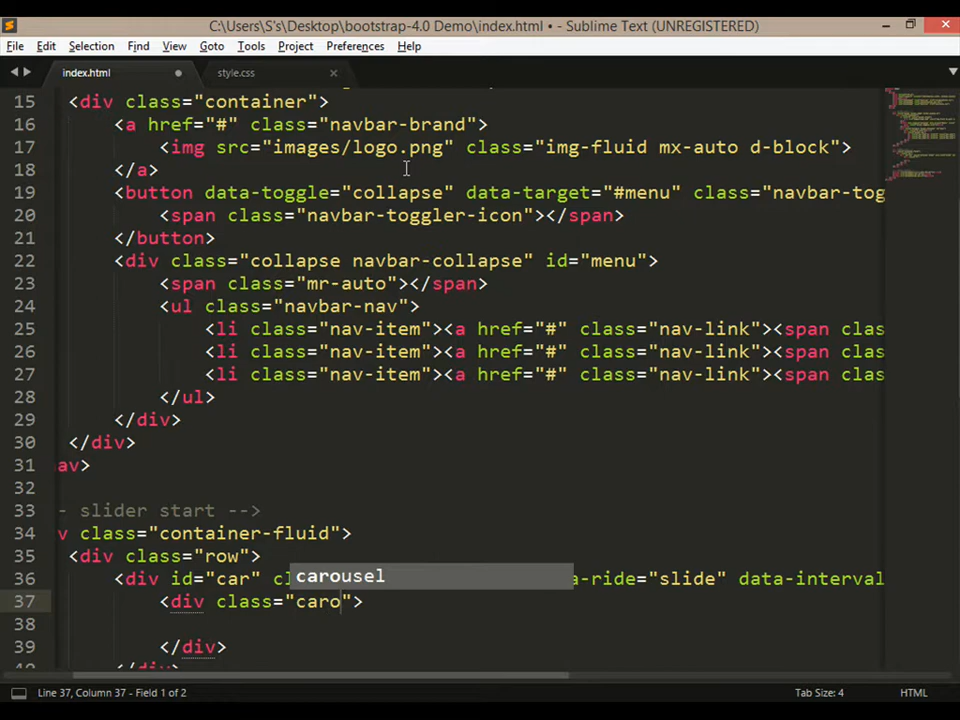 C:\Users\S's\Desktop\bootstrap-4.0 Demo\index.html • - Sublime Text (UNREGISTERED)
File Edit Selection Find View Goto Tools Project Preferences Help
index.html style.css
15 <div class="container">
16 <a href="#" class="navbar-brand">
17 <img src="images/logo.png" class="img-fluid mx-auto d-block">
18 </a>
19 <button data-toggle="collapse" data-target="#menu" class="navbar-tog
20 <span class="navbar-toggler-icon"></span>
21 </button>
22 <div class="collapse navbar-collapse" id="menu">
23 <span class="mr-auto"></span>
24 <ul class="navbar-nav">
25 <li class="nav-item"><a href="#" class="nav-link"><span clas
26 <li class="nav-item"><a href="#" class="nav-link"><span clas
27 <li class="nav-item"><a href="#" class="nav-link"><span clas
28 </ul>
29 </div>
30 </div>
31 av>
32
33 - slider start -->
34 v class="container-fluid">
35 <div class="row">
36 <div id="car" cl a-ride="slide" data-interval
carousel
37 <div class="caro">
38
39 </div>
40 </div>
Line 37, Column 37 - Field 1 of 2 Tab Size: 4 HTML